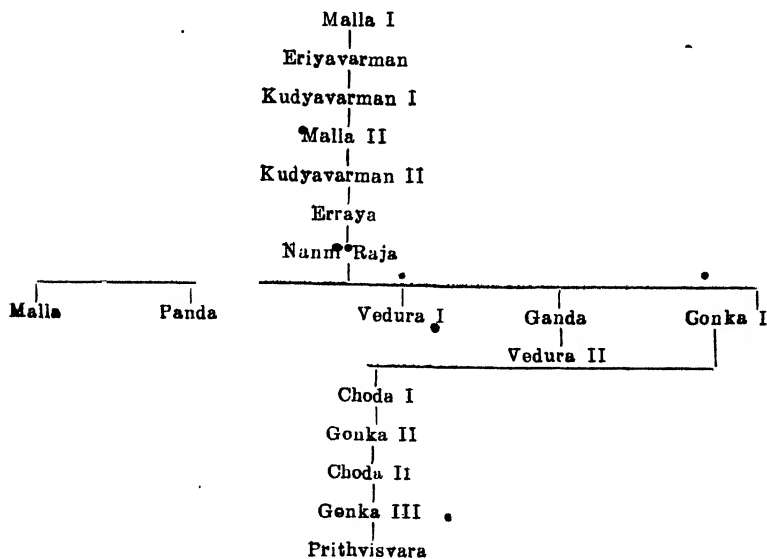 Malla I
Eriyavarman
Kudyavarman I
Malla II
Kudyavarman II
Erraya
Nanni Raja
Malla Panda Vedura I Ganda Gonka I
Vedura II
Choda I
Gonka II
Choda II
Gonka III
Prithvisvara